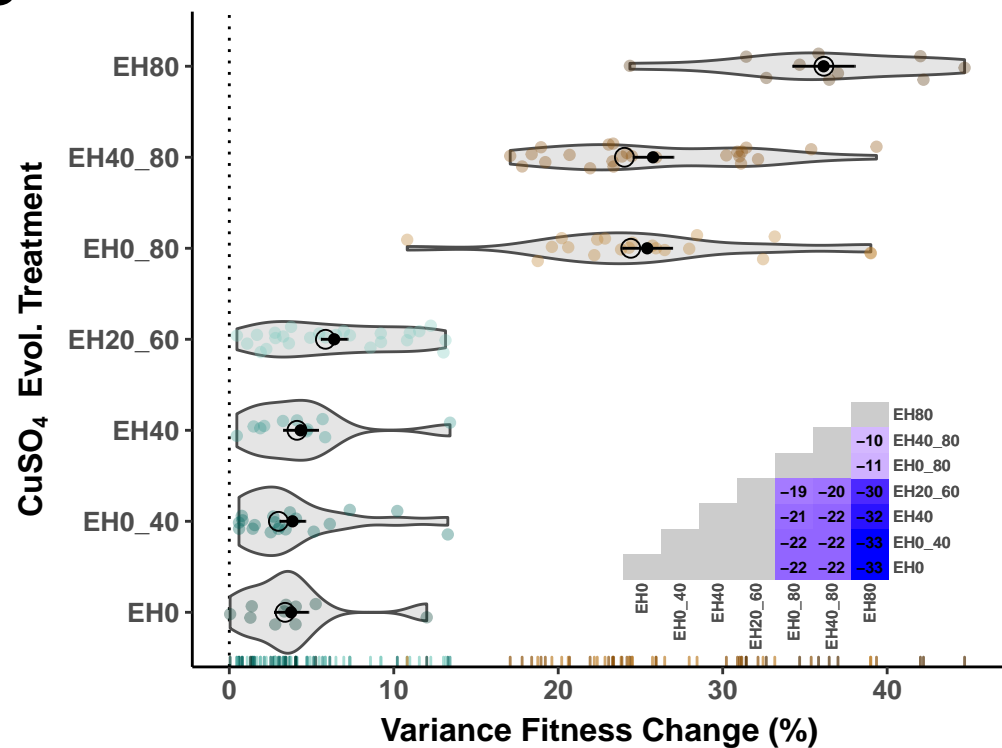 EH80
EH40_80
EH0_80
EH20_60
EH40
EH0_40
EH0
CuSO₄ Evol. Treatment
0 10 20 30 40
Variance Fitness Change (%)
EH80
−10 EH40_80
−11 EH0_80
−19 −20 −30 EH20_60
−21 −22 −32 EH40
−22 −22 −33 EH0_40
−22 −22 −33 EH0
EH0 EH0_40 EH40 EH20_60 EH0_80 EH40_80 EH80